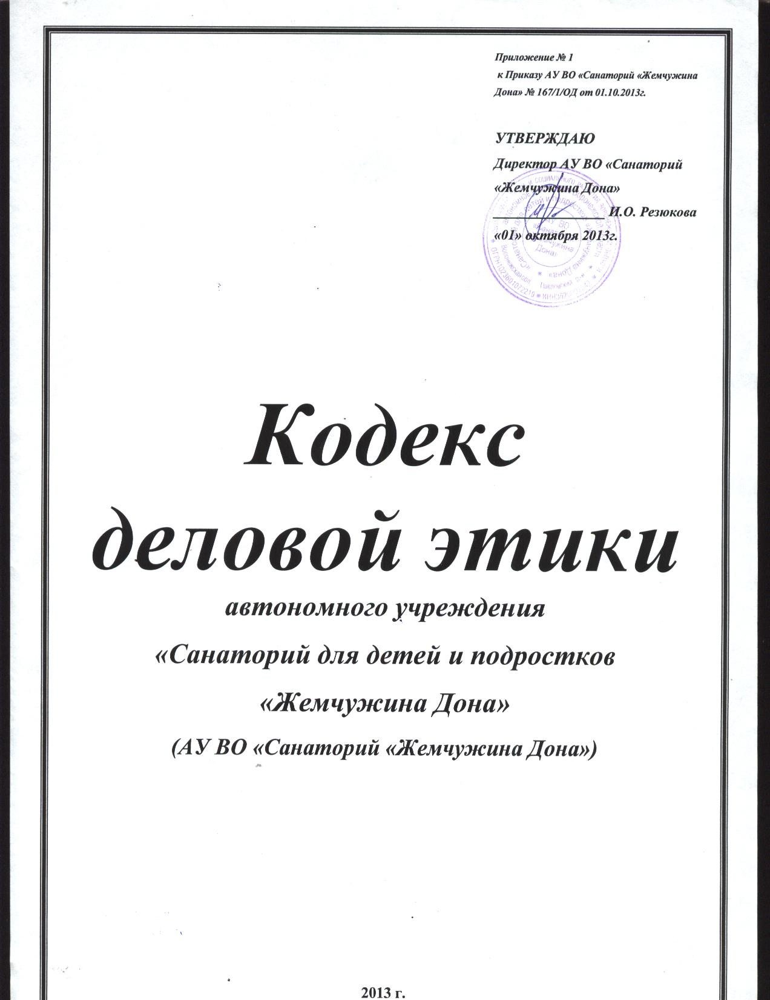 Приложение № 1
к Приказу АУ ВО «Санаторий «Жемчужина
Дона» № 167/1/ОД от 01.10.2013г.
УТВЕРЖДАЮ
Директор АУ ВО «Санаторий
«Жемчужина Дона»
______________ И.О. Резюкова
«01» октября 2013г.
Кодекс
деловой этики
автономного учреждения
«Санаторий для детей и подростков
«Жемчужина Дона»
(АУ ВО «Санаторий «Жемчужина Дона»)
2013 г.